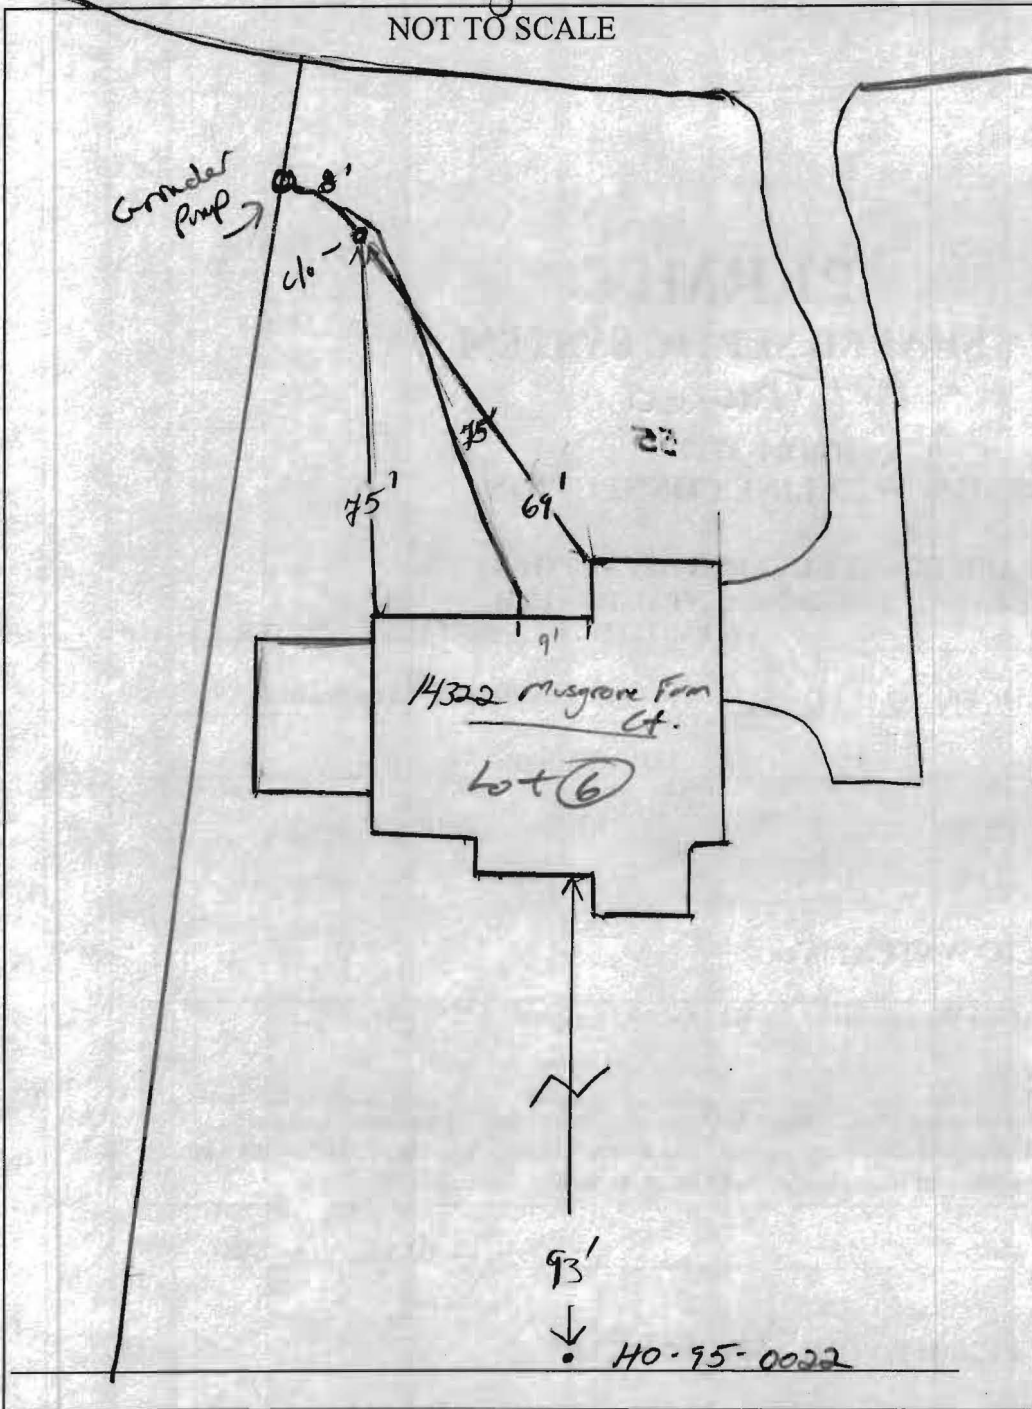 NOT TO SCALE
Grinder
Pump
8'
c/o
75'
75'
69'
9'
14322 Musgrove Farm
Ct.
Lot 6
93'
HO-95-0022